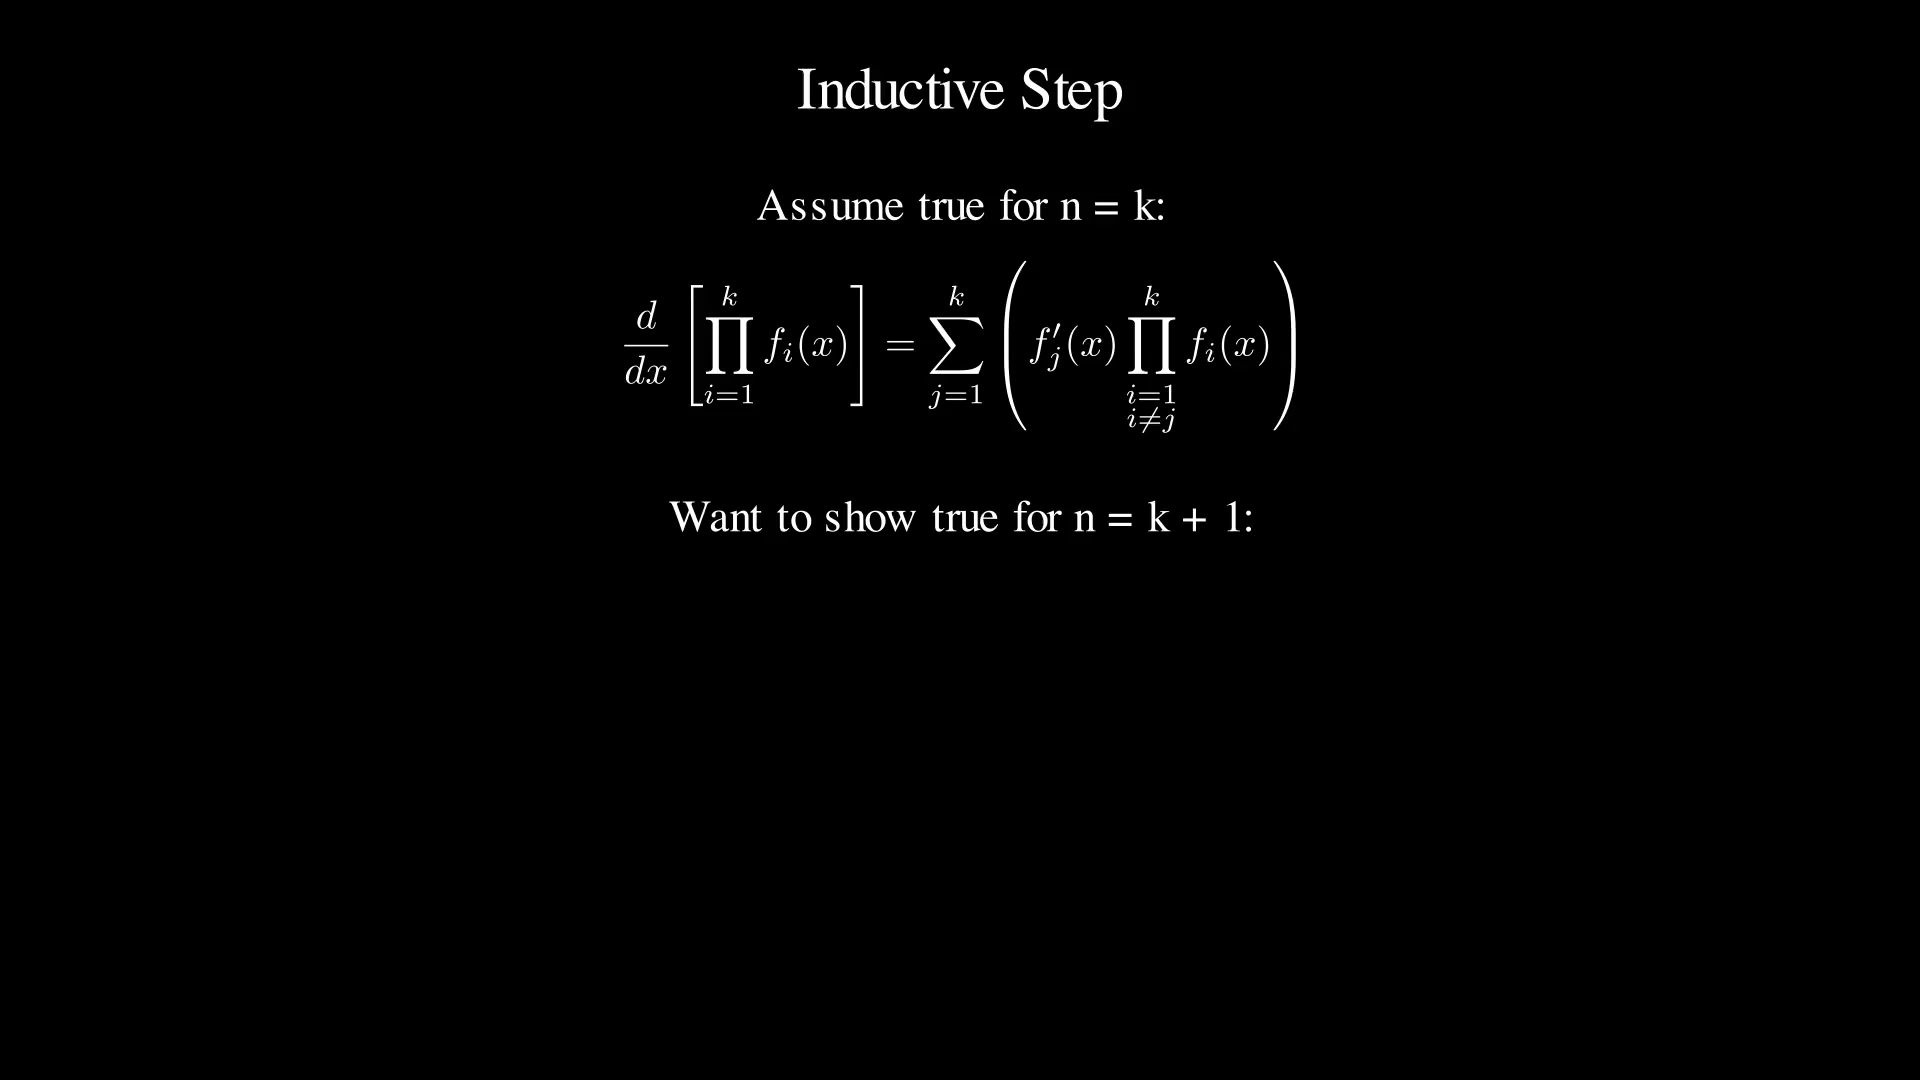 Inductive Step
Assume true for n = k:
\frac{d}{dx} \left[ \prod_{i=1}^{k} f_i(x) \right] = \sum_{j=1}^{k} \left( f'_j(x) \prod_{\substack{i=1 \\ i \neq j}}^{k} f_i(x) \right)
Want to show true for n = k + 1: